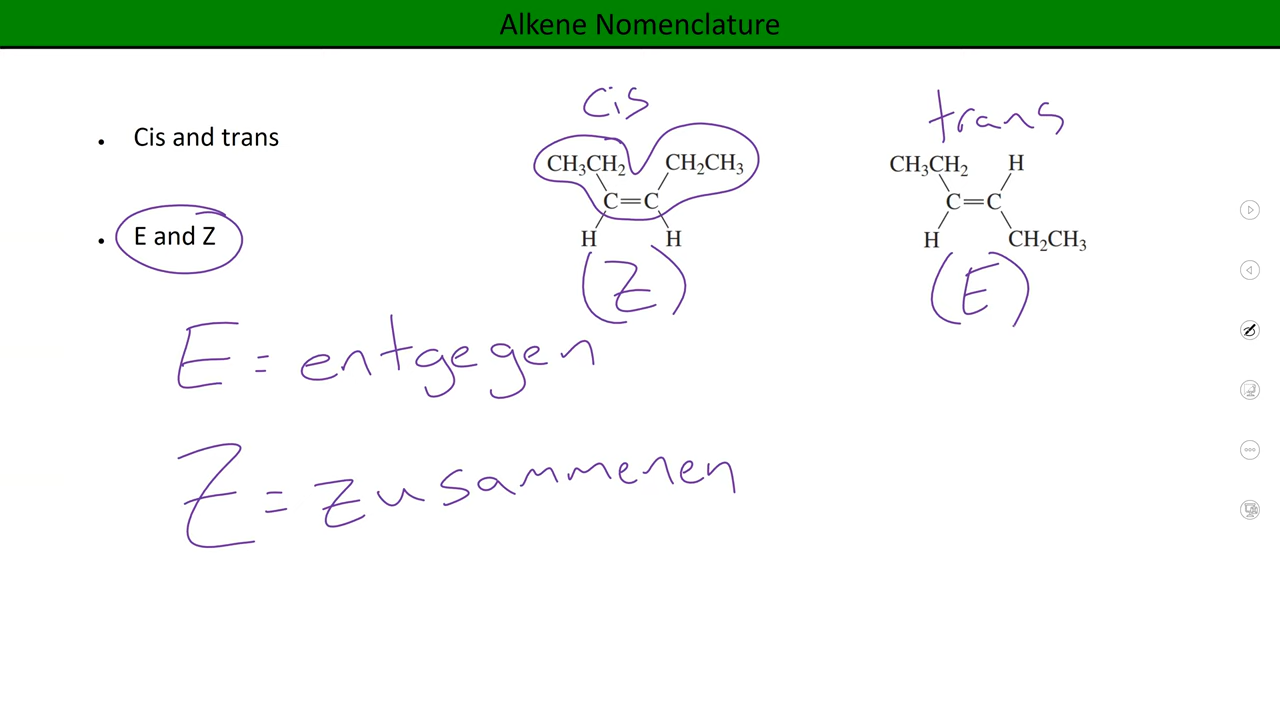 Alkene Nomenclature
• Cis and trans
cis
trans
CH₃CH₂ CH₂CH₃
C=C
H H
(Z)
CH₃CH₂ H
C=C
H CH₂CH₃
(E)
• E and Z
E = entgegen
Z = zusammenen